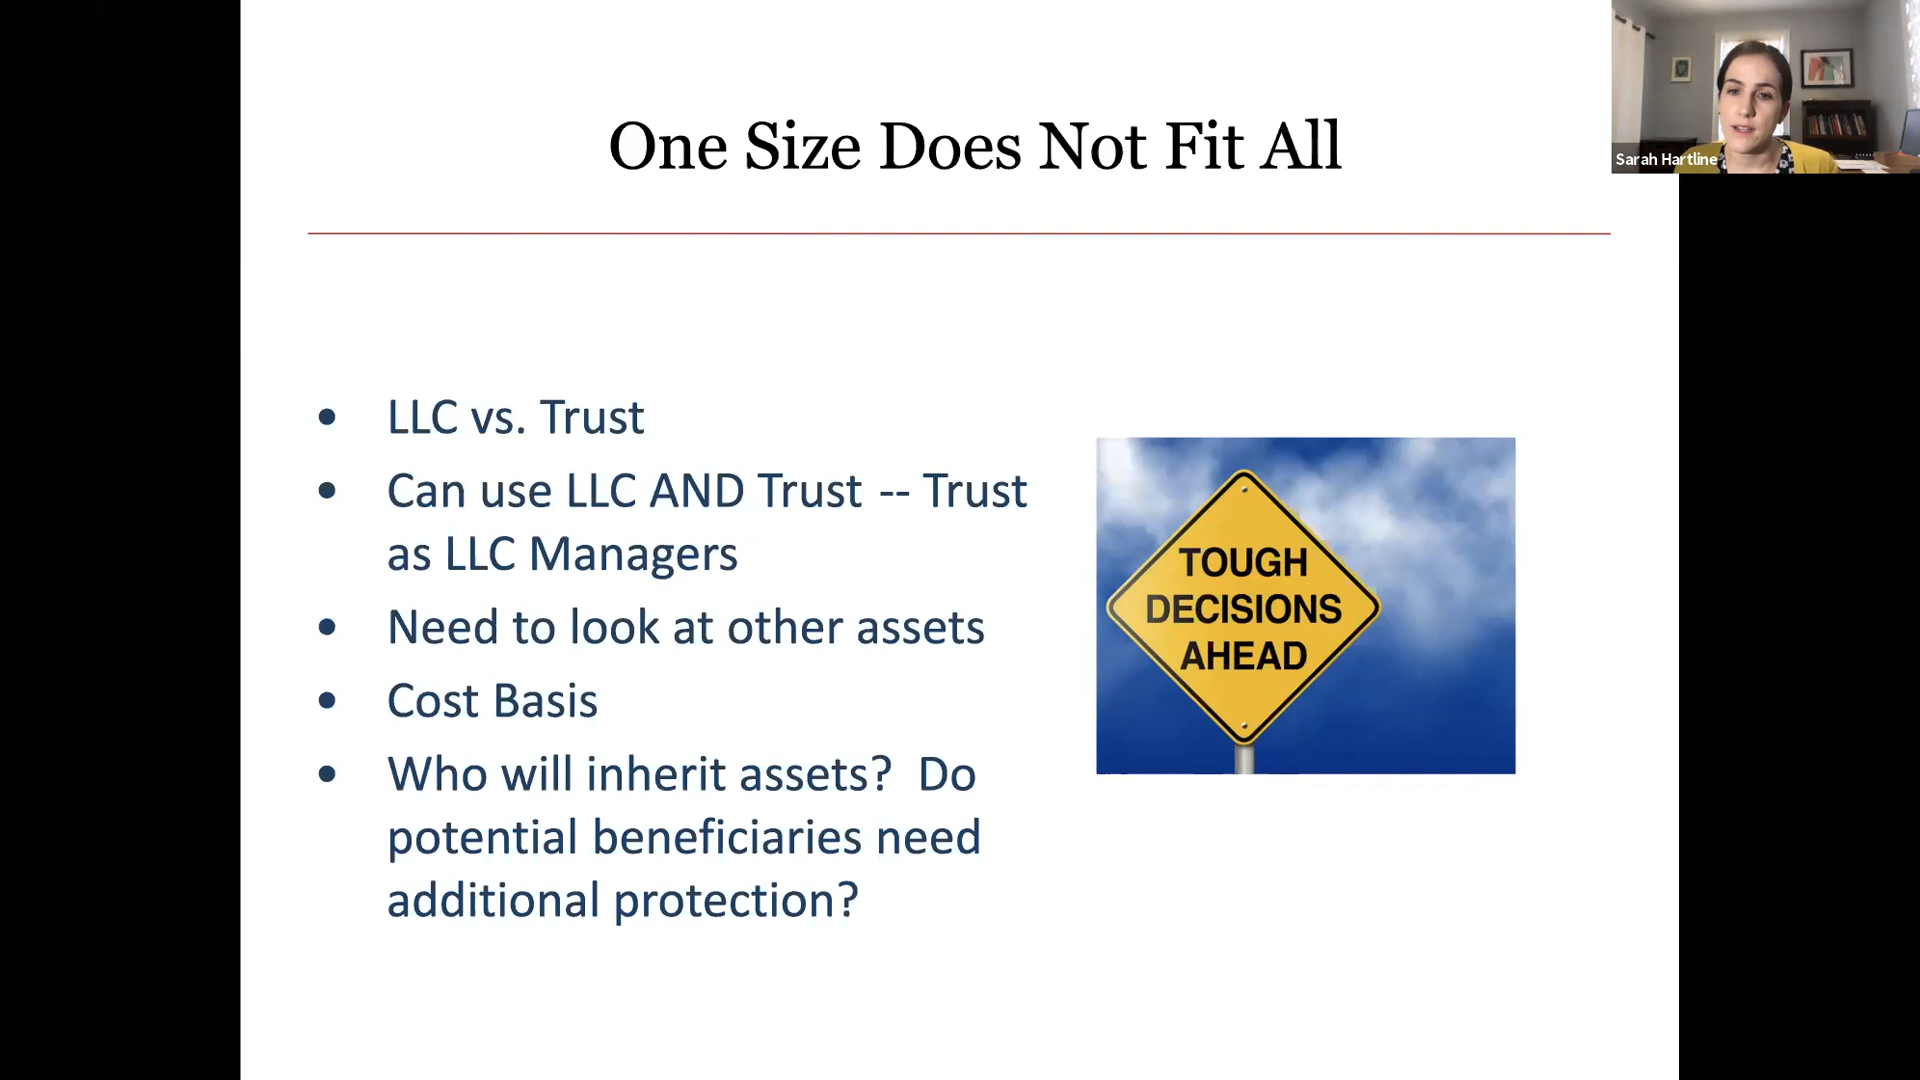 One Size Does Not Fit All
Sarah Hartline
• LLC vs. Trust
• Can use LLC AND Trust -- Trust
as LLC Managers
• Need to look at other assets
• Cost Basis
• Who will inherit assets?  Do
potential beneficiaries need
additional protection?
TOUGH
DECISIONS
AHEAD